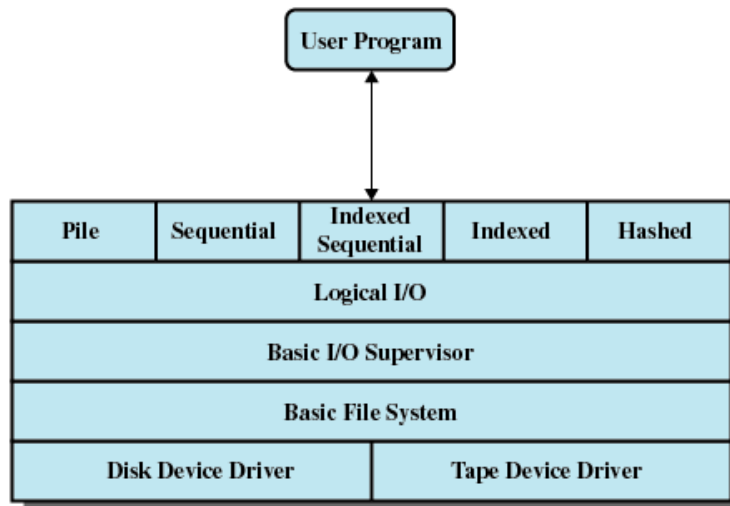 User Program
Pile
Sequential
Indexed
Sequential
Indexed
Hashed
Logical I/O
Basic I/O Supervisor
Basic File System
Disk Device Driver
Tape Device Driver